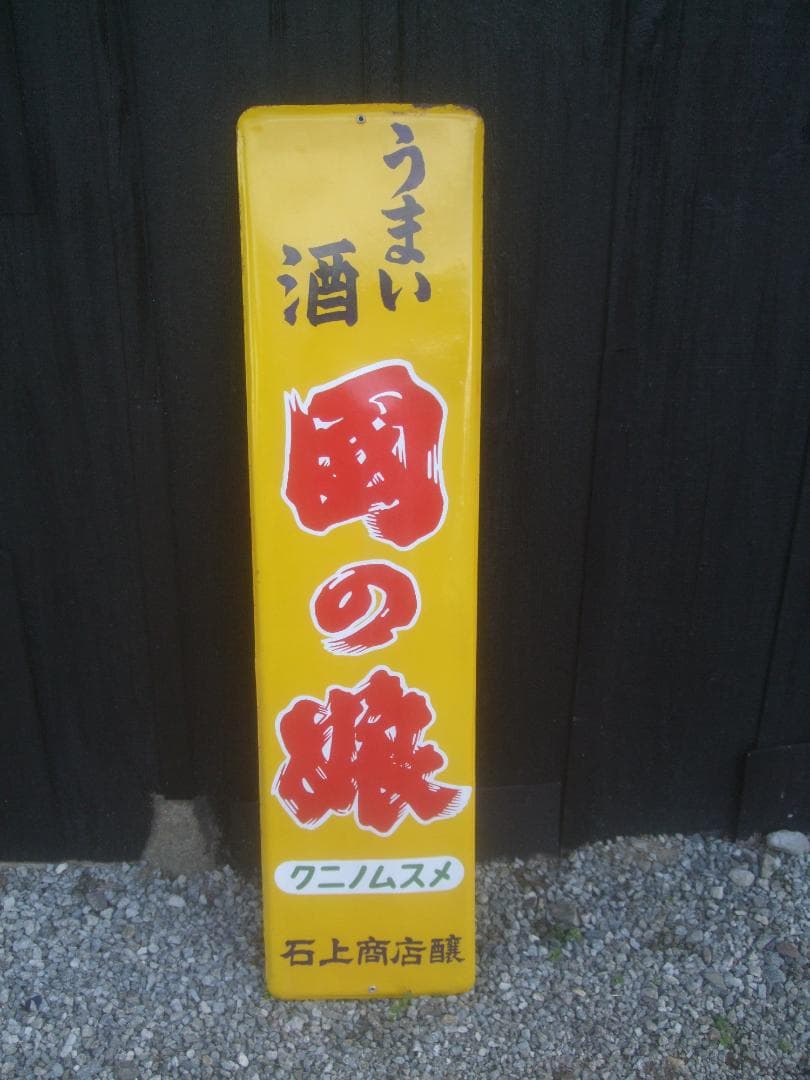 うまい
酒
國の娘
クニノムスメ
石上商店醸